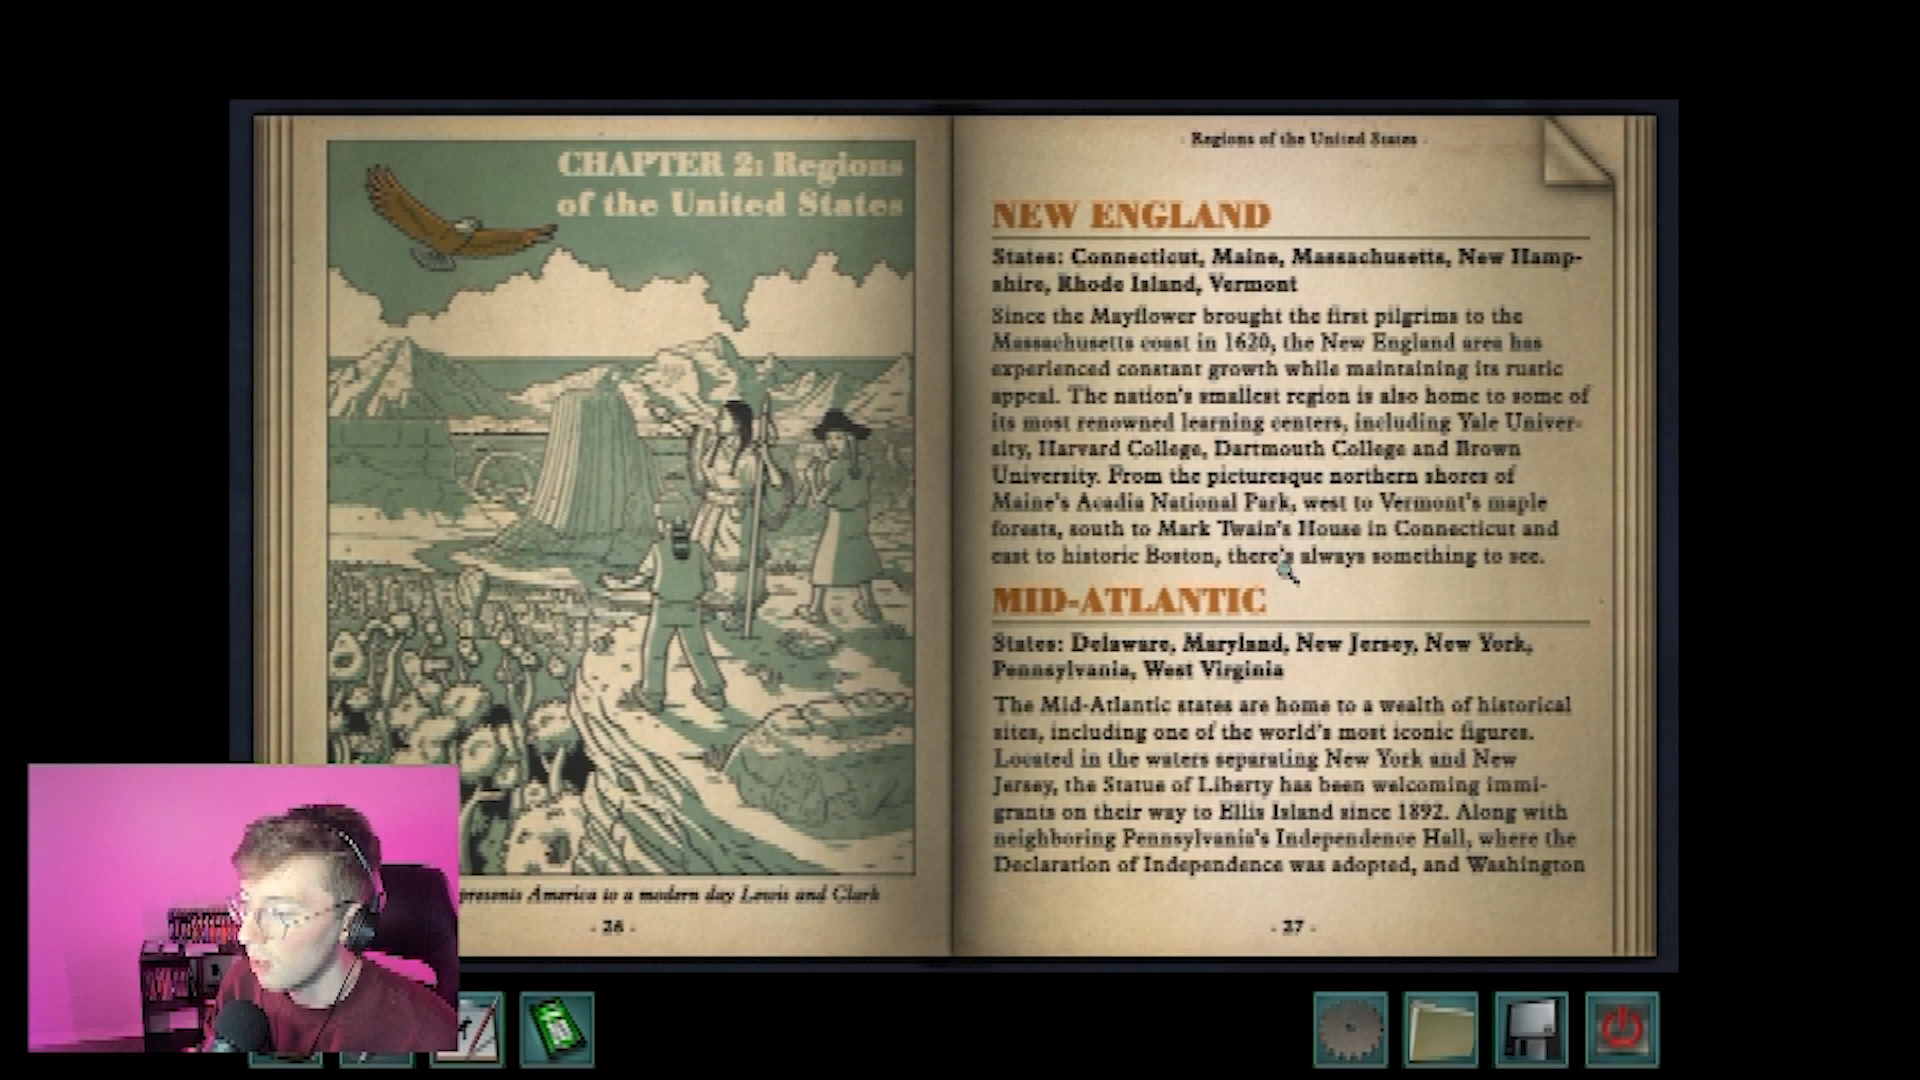 CHAPTER 2: Regions
of the United States
presents America to a modern day Lewis and Clark
- 26 -
Regions of the United States
NEW ENGLAND
States: Connecticut, Maine, Massachusetts, New Hamp-
shire, Rhode Island, Vermont
Since the Mayflower brought the first pilgrims to the
Massachusetts coast in 1620, the New England area has
experienced constant growth while maintaining its rustic
appeal. The nation's smallest region is also home to some of
its most renowned learning centers, including Yale Univer-
sity, Harvard College, Dartmouth College and Brown
University. From the picturesque northern shores of
Maine's Acadia National Park, west to Vermont's maple
forests, south to Mark Twain's House in Connecticut and
east to historic Boston, there's always something to see.
MID-ATLANTIC
States: Delaware, Maryland, New Jersey, New York,
Pennsylvania, West Virginia
The Mid-Atlantic states are home to a wealth of historical
sites, including one of the world's most iconic figures.
Located in the waters separating New York and New
Jersey, the Statue of Liberty has been welcoming immi-
grants on their way to Ellis Island since 1892. Along with
neighboring Pennsylvania's Independence Hall, where the
Declaration of Independence was adopted, and Washington
- 27 -